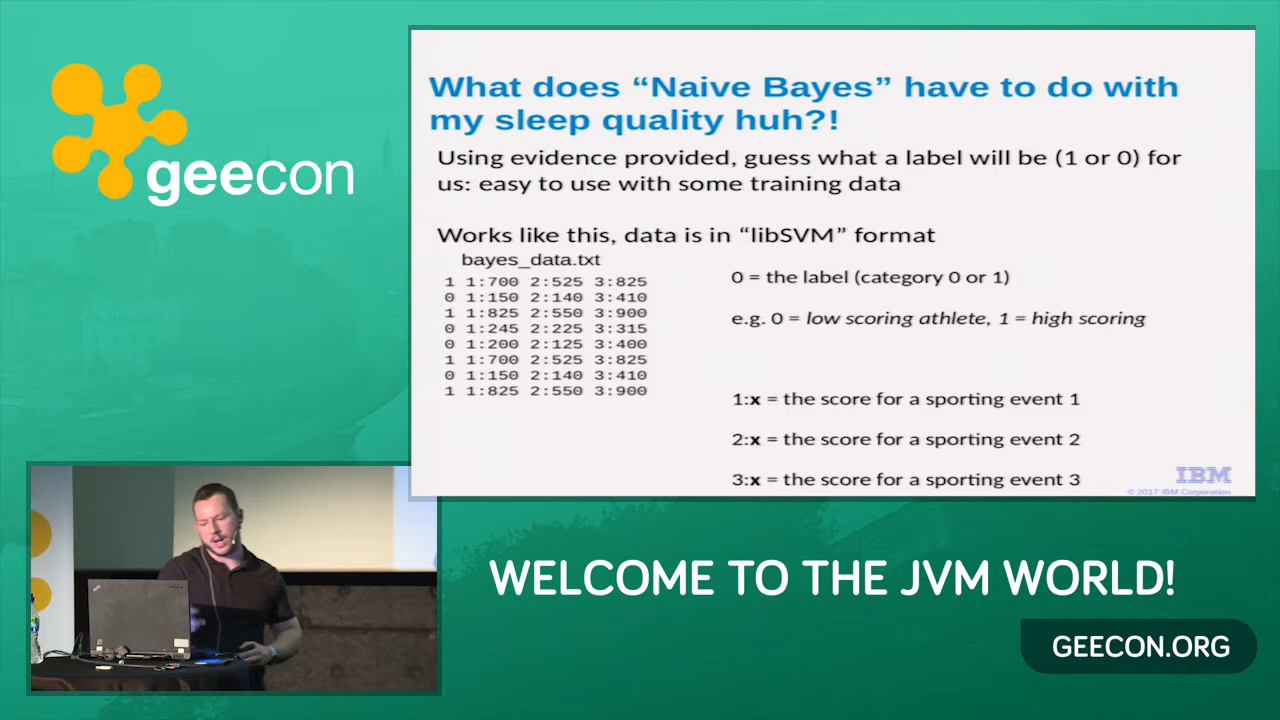 geecon
What does “Naive Bayes” have to do with
my sleep quality huh?!
Using evidence provided, guess what a label will be (1 or 0) for
us: easy to use with some training data
Works like this, data is in “libSVM” format
bayes_data.txt
1 1:700 2:525 3:825
0 1:150 2:140 3:410
1 1:825 2:550 3:900
0 1:245 2:225 3:315
0 1:200 2:125 3:400
1 1:700 2:525 3:825
0 1:150 2:140 3:410
1 1:825 2:550 3:900
0 = the label (category 0 or 1)
e.g. 0 = low scoring athlete, 1 = high scoring
1:x = the score for a sporting event 1
2:x = the score for a sporting event 2
3:x = the score for a sporting event 3
IBM
© 2017 IBM Corporation
WELCOME TO THE JVM WORLD!
GEECON.ORG